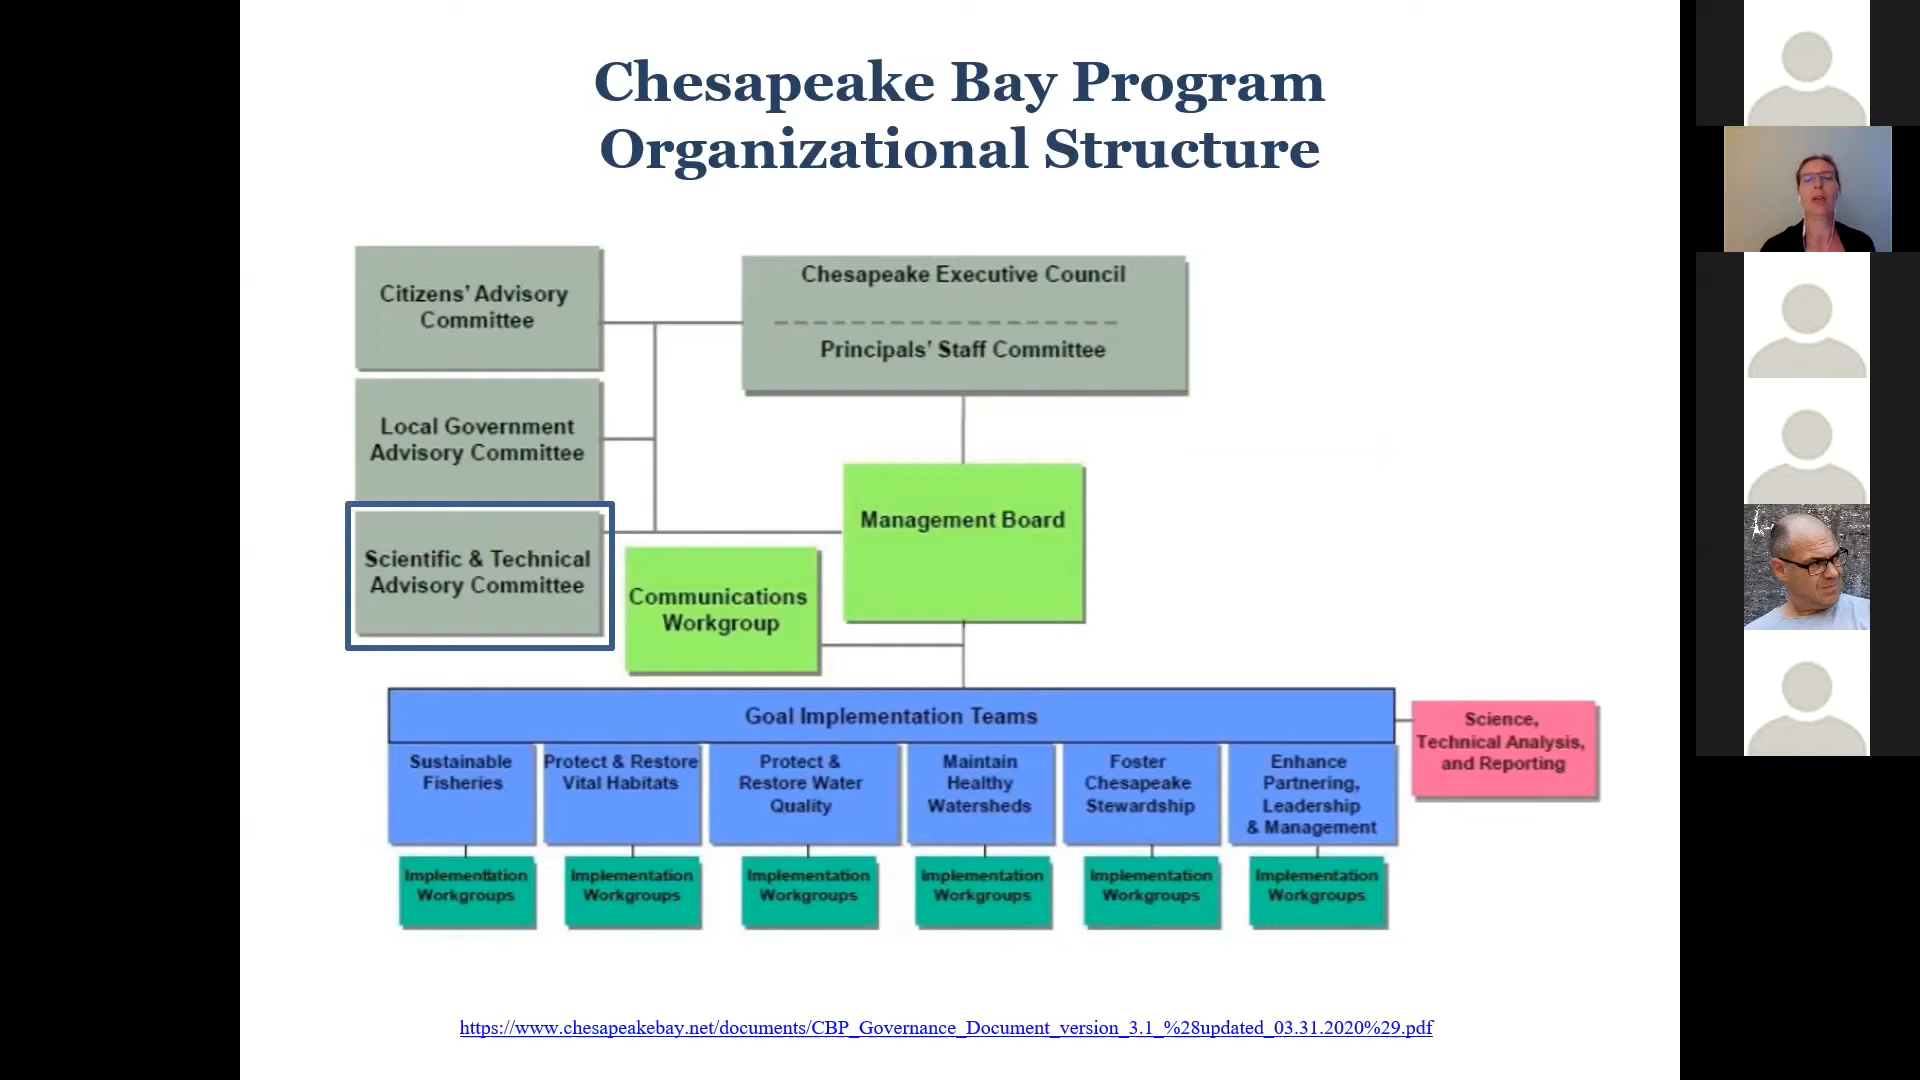 Chesapeake Bay Program
Organizational Structure
Citizens' Advisory
Committee
Chesapeake Executive Council
Principals' Staff Committee
Local Government
Advisory Committee
Scientific & Technical
Advisory Committee
Management Board
Communications
Workgroup
Goal Implementation Teams
Science,
Technical Analysis,
and Reporting
Sustainable
Fisheries
Protect & Restore
Vital Habitats
Protect &
Restore Water
Quality
Maintain
Healthy
Watersheds
Foster
Chesapeake
Stewardship
Enhance
Partnering,
Leadership
& Management
Implementation
Workgroups
Implementation
Workgroups
Implementation
Workgroups
Implementation
Workgroups
Implementation
Workgroups
Implementation
Workgroups
https://www.chesapeakebay.net/documents/CBP_Governance_Document_version_3.1_%28updated_03.31.2020%29.pdf